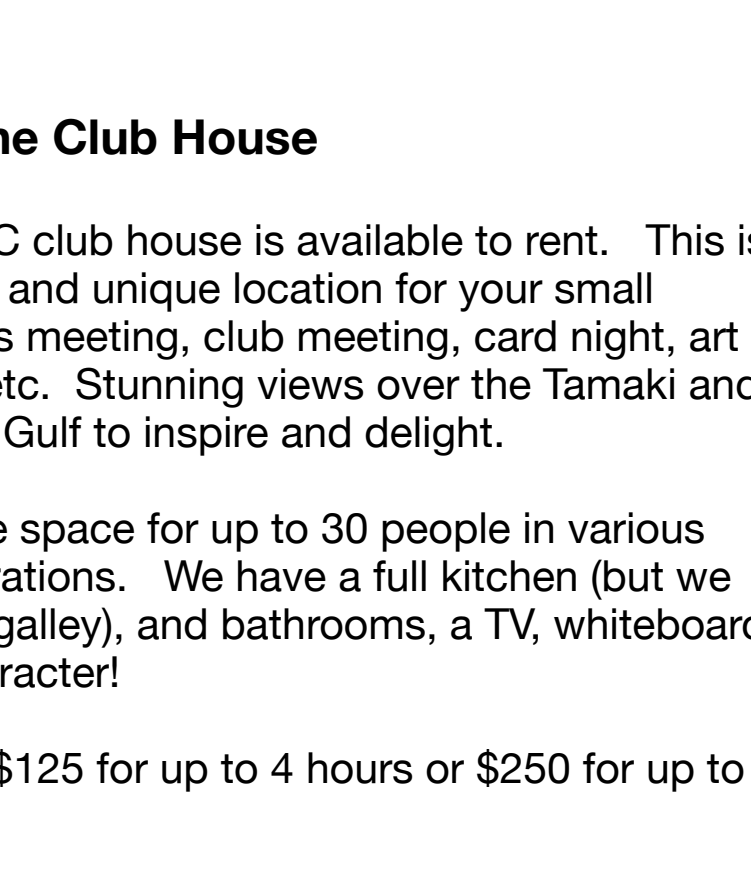 ne Club House
C club house is available to rent.   This is
and unique location for your small
s meeting, club meeting, card night, art
etc.  Stunning views over the Tamaki and
Gulf to inspire and delight.
e space for up to 30 people in various
rations.   We have a full kitchen (but we
galley), and bathrooms, a TV, whiteboard
racter!
$125 for up to 4 hours or $250 for up to